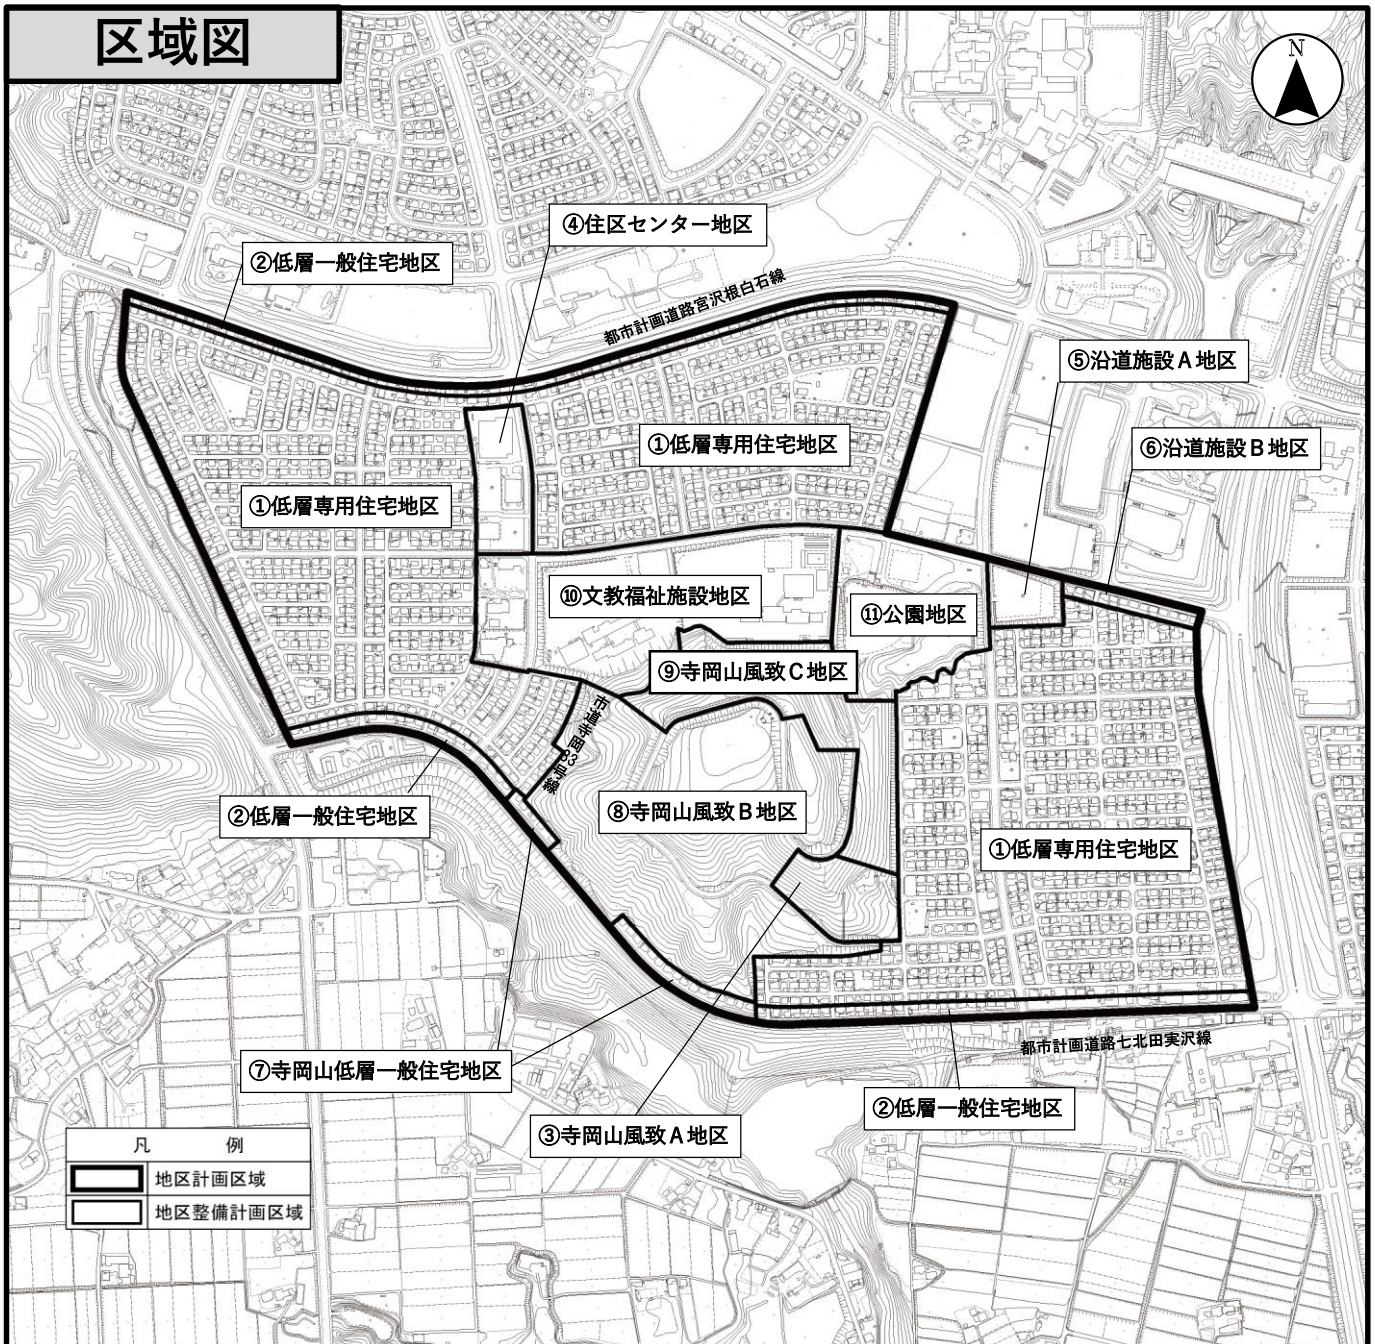 区域図
N
④住区センター地区
②低層一般住宅地区
都市計画道路宮沢根白石線
⑤沿道施設A地区
⑥沿道施設B地区
①低層専用住宅地区
①低層専用住宅地区
⑩文教福祉施設地区
⑪公園地区
⑨寺岡山風致C地区
市道寺岡83号線
⑧寺岡山風致B地区
②低層一般住宅地区
①低層専用住宅地区
都市計画道路七北田実沢線
⑦寺岡山低層一般住宅地区
②低層一般住宅地区
③寺岡山風致A地区
凡 例
地区計画区域
地区整備計画区域